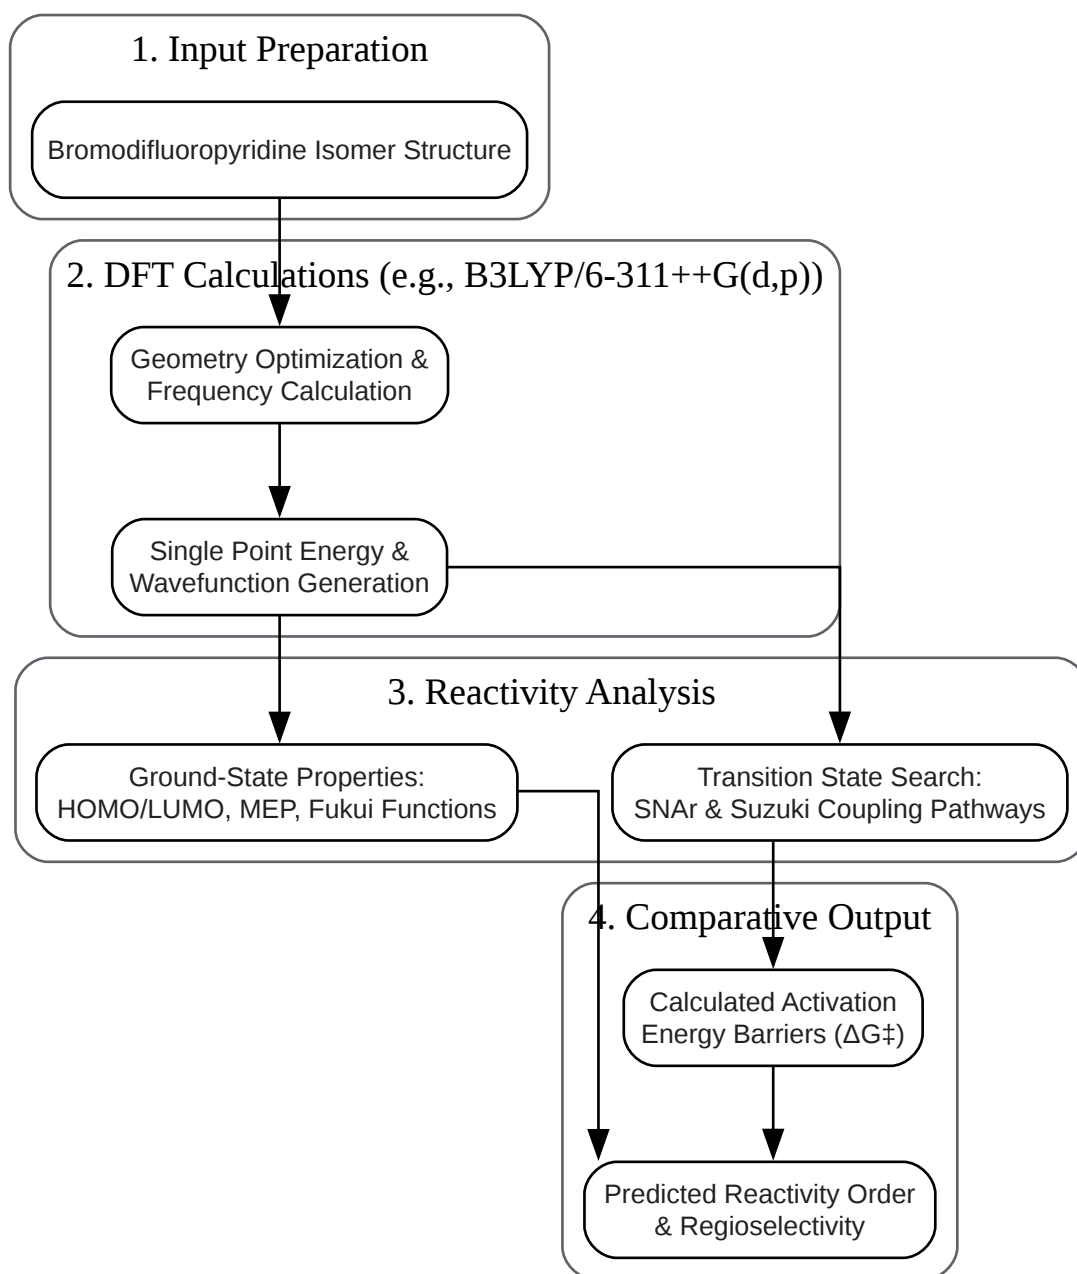 1. Input Preparation
Bromodifluoropyridine Isomer Structure
2. DFT Calculations (e.g., B3LYP/6-311++G(d,p))
Geometry Optimization &
Frequency Calculation
Single Point Energy &
Wavefunction Generation
3. Reactivity Analysis
Ground-State Properties:
HOMO/LUMO, MEP, Fukui Functions
Transition State Search:
SNAr & Suzuki Coupling Pathways
4. Comparative Output
Calculated Activation
Energy Barriers (ΔG‡)
Predicted Reactivity Order
& Regioselectivity